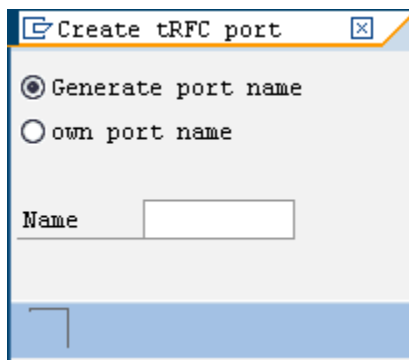 Create tRFC port
Generate port name
own port name
Name